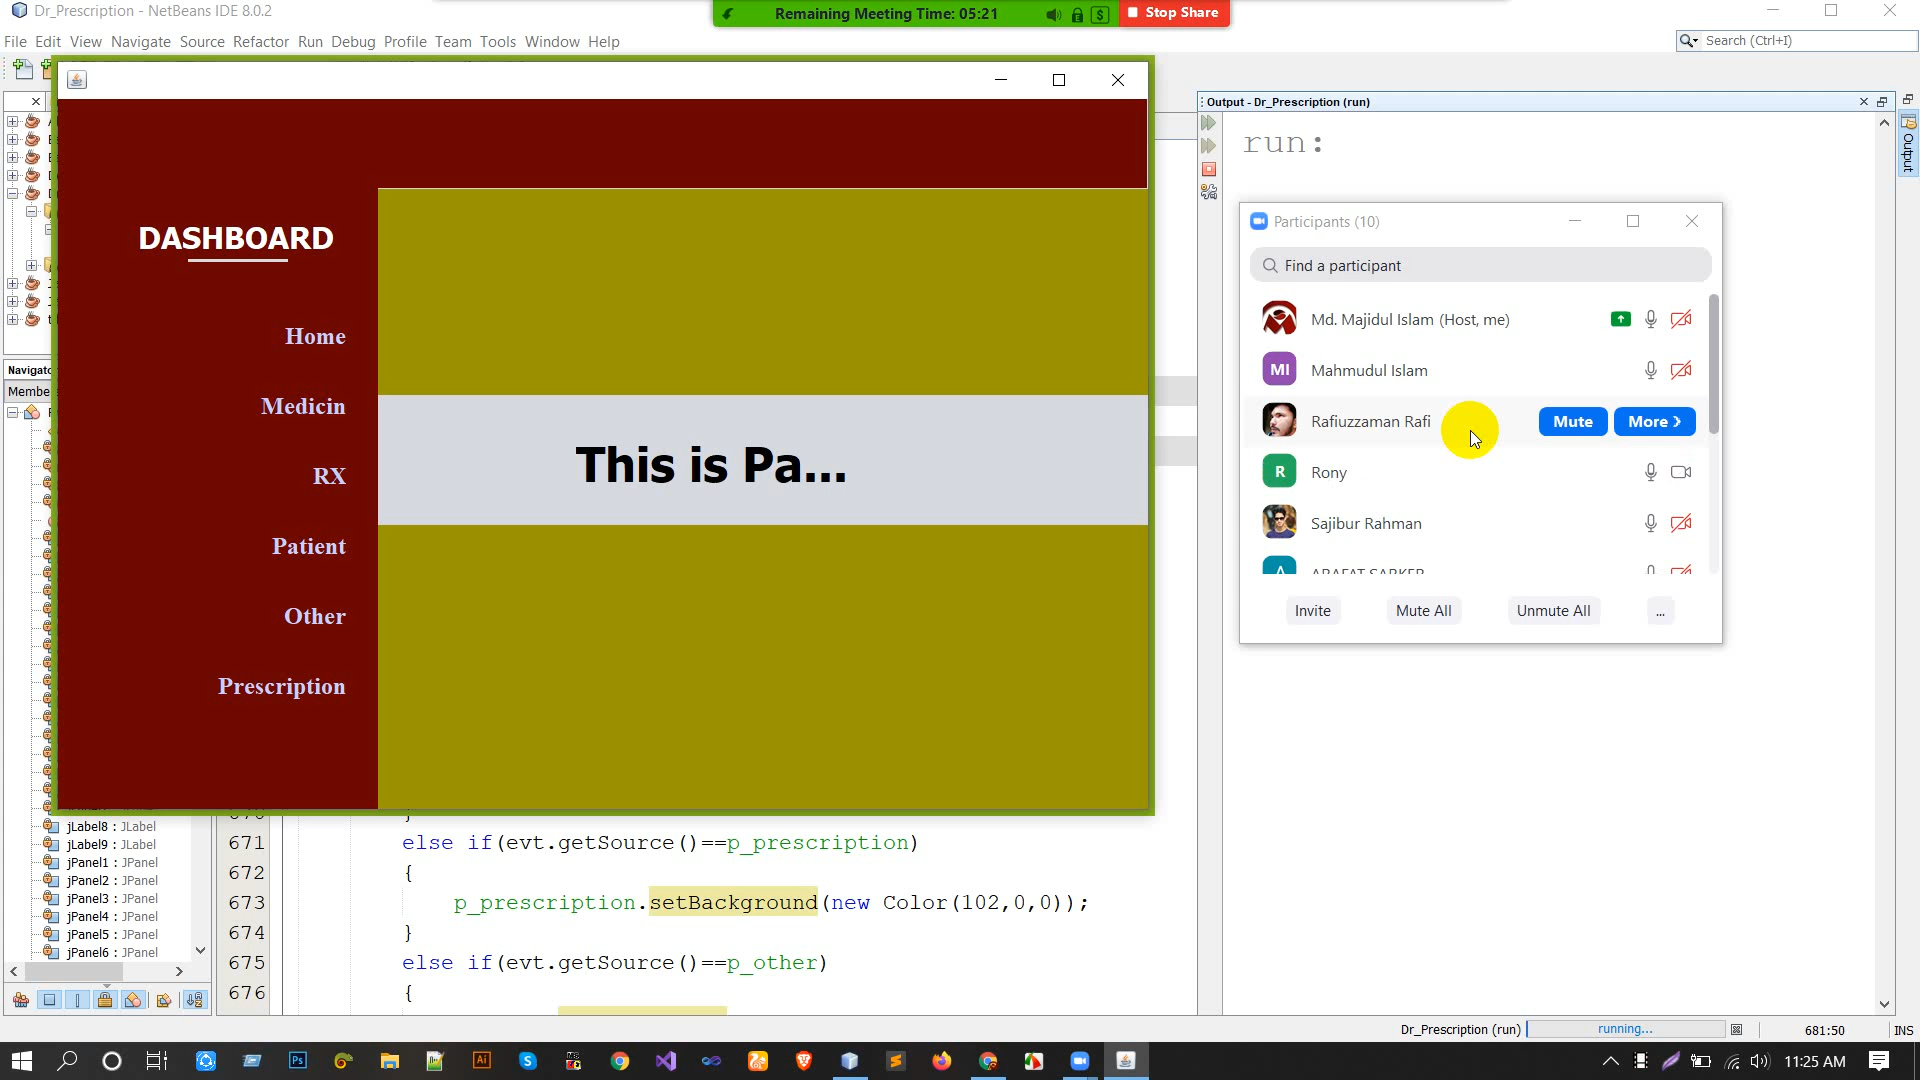 Dr_Prescription - NetBeans IDE 8.0.2
Remaining Meeting Time: 05:21
Stop Share
File Edit View Navigate Source Refactor Run Debug Profile Team Tools Window Help
Search (Ctrl+I)
Output - Dr_Prescription (run)
Output
run:
DASHBOARD
Home
Medicin
RX
Patient
Other
Prescription
This is Pa...
Participants (10)
Find a participant
Md. Majidul Islam (Host, me)
MI Mahmudul Islam
Rafiuzzaman Rafi Mute More
R Rony
Sajibur Rahman
ARAFAT SARKER
Invite Mute All Unmute All ...
jLabel8 : JLabel
jLabel9 : JLabel
jPanel1 : JPanel
jPanel2 : JPanel
jPanel3 : JPanel
jPanel4 : JPanel
jPanel5 : JPanel
jPanel6 : JPanel
671 else if(evt.getSource()==p_prescription)
672 {
673 p_prescription.setBackground(new Color(102,0,0));
674 }
675 else if(evt.getSource()==p_other)
676 {
Dr_Prescription (run) running...
681:50 INS
11:25 AM